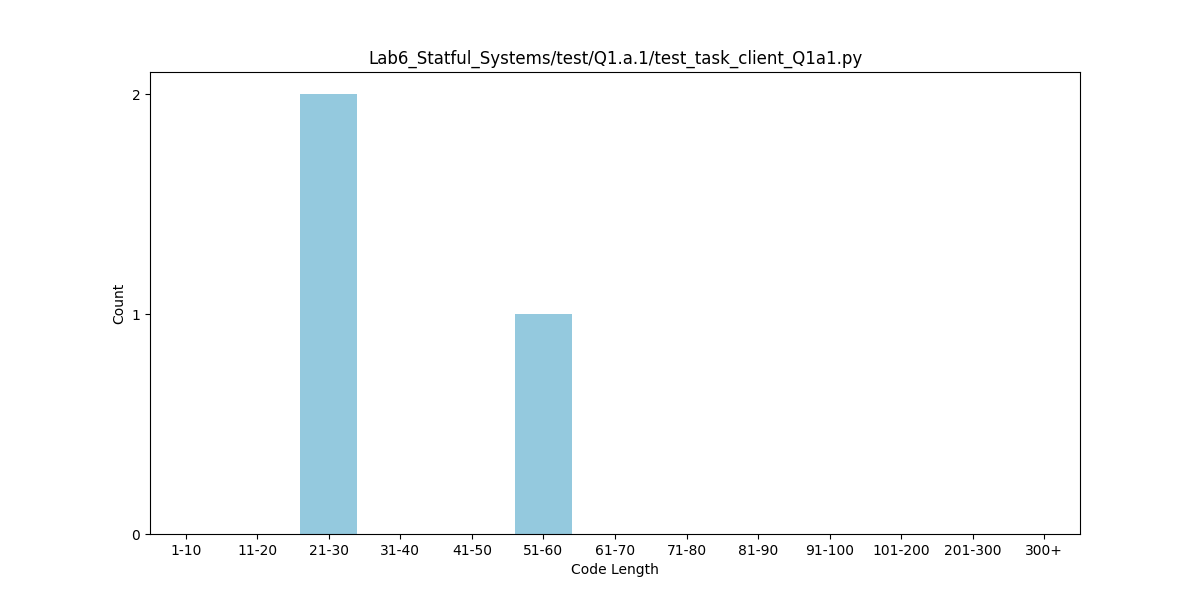 Lab6_Statful_Systems/test/Q1.a.1/test_task_client_Q1a1.py
2
1
0
Count
1-10 11-20 21-30 31-40 41-50 51-60 61-70 71-80 81-90 91-100 101-200 201-300 300+
Code Length